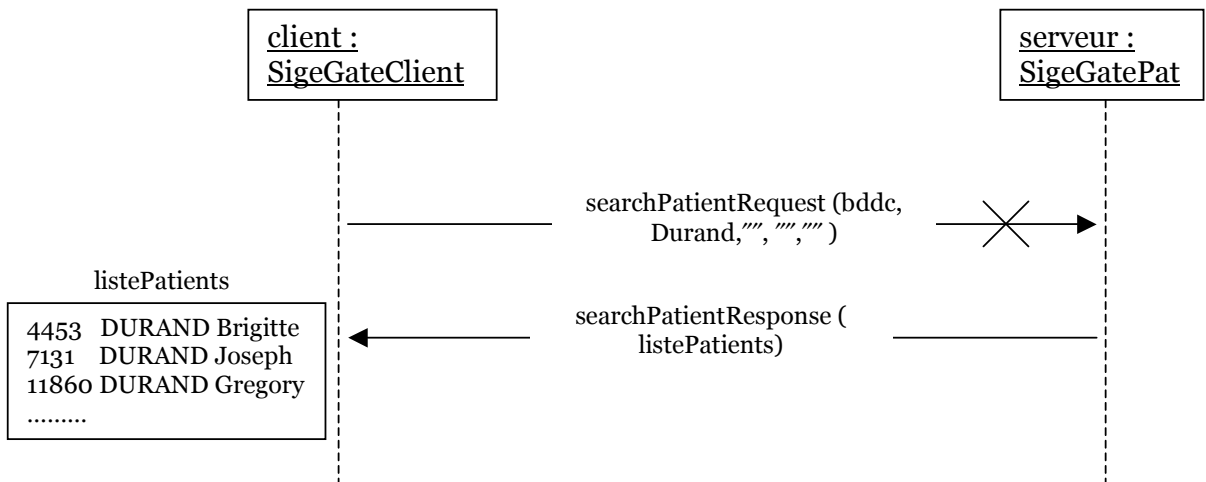 client :
SigeGateClient
serveur :
SigeGatePat
searchPatientRequest (bddc,
Durand,"", "","" )
listePatients
4453 DURAND Brigitte
7131 DURAND Joseph
11860 DURAND Gregory
.........
searchPatientResponse (
listePatients)